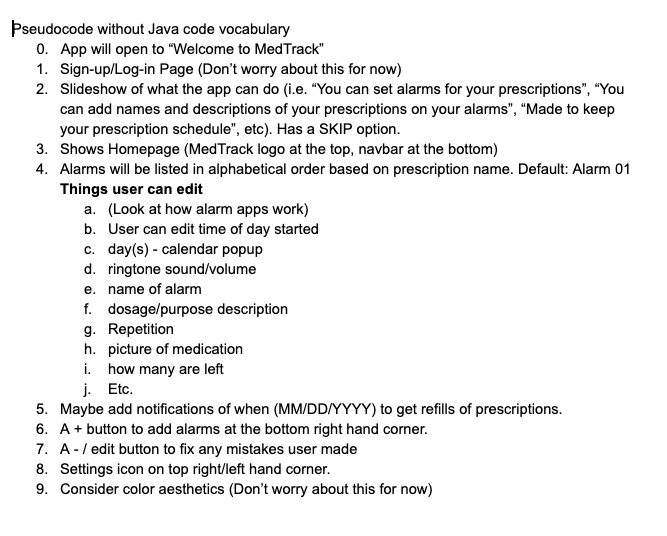 Pseudocode without Java code vocabulary
0. App will open to “Welcome to MedTrack”
1. Sign-up/Log-in Page (Don’t worry about this for now)
2. Slideshow of what the app can do (i.e. “You can set alarms for your prescriptions”, “You
can add names and descriptions of your prescriptions on your alarms”, “Made to keep
your prescription schedule”, etc). Has a SKIP option.
3. Shows Homepage (MedTrack logo at the top, navbar at the bottom)
4. Alarms will be listed in alphabetical order based on prescription name. Default: Alarm 01
Things user can edit
a. (Look at how alarm apps work)
b. User can edit time of day started
c. day(s) - calendar popup
d. ringtone sound/volume
e. name of alarm
f. dosage/purpose description
g. Repetition
h. picture of medication
i. how many are left
j. Etc.
5. Maybe add notifications of when (MM/DD/YYYY) to get refills of prescriptions.
6. A + button to add alarms at the bottom right hand corner.
7. A - / edit button to fix any mistakes user made
8. Settings icon on top right/left hand corner.
9. Consider color aesthetics (Don’t worry about this for now)